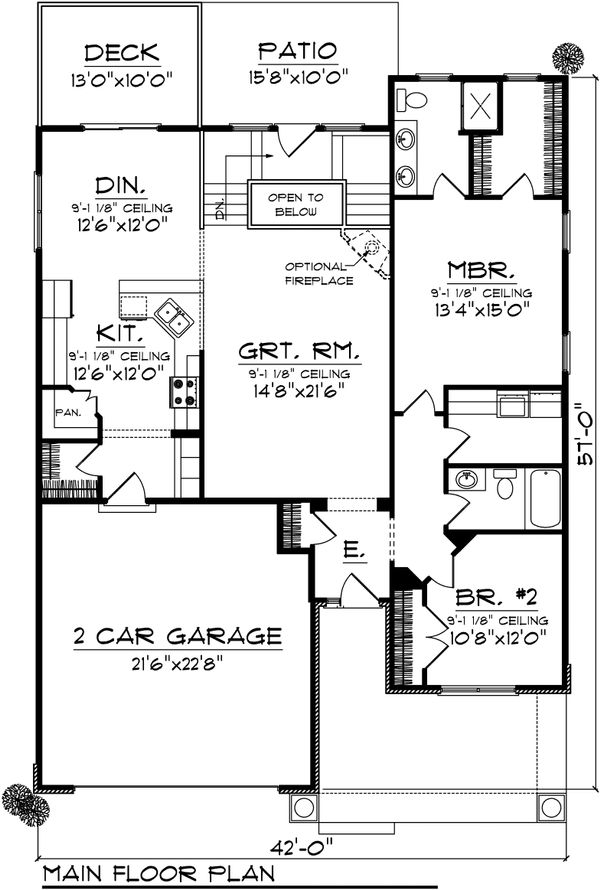 DECK
13'0"x10'0"
PATIO
15'8"x10'0"
DIN.
9'-1 1/8" CEILING
12'6"x12'0"
DN.
OPEN TO
BELOW
OPTIONAL
FIREPLACE
MBR.
9'-1 1/8" CEILING
13'4"x15'0"
KIT.
9'-1 1/8" CEILING
12'6"x12'0"
GRT. RM.
9'-1 1/8" CEILING
14'8"x21'6"
PAN.
57'-0"
E.
BR. #2
9'-1 1/8" CEILING
10'8"x12'0"
2 CAR GARAGE
21'6"x22'8"
42'-0"
MAIN FLOOR PLAN